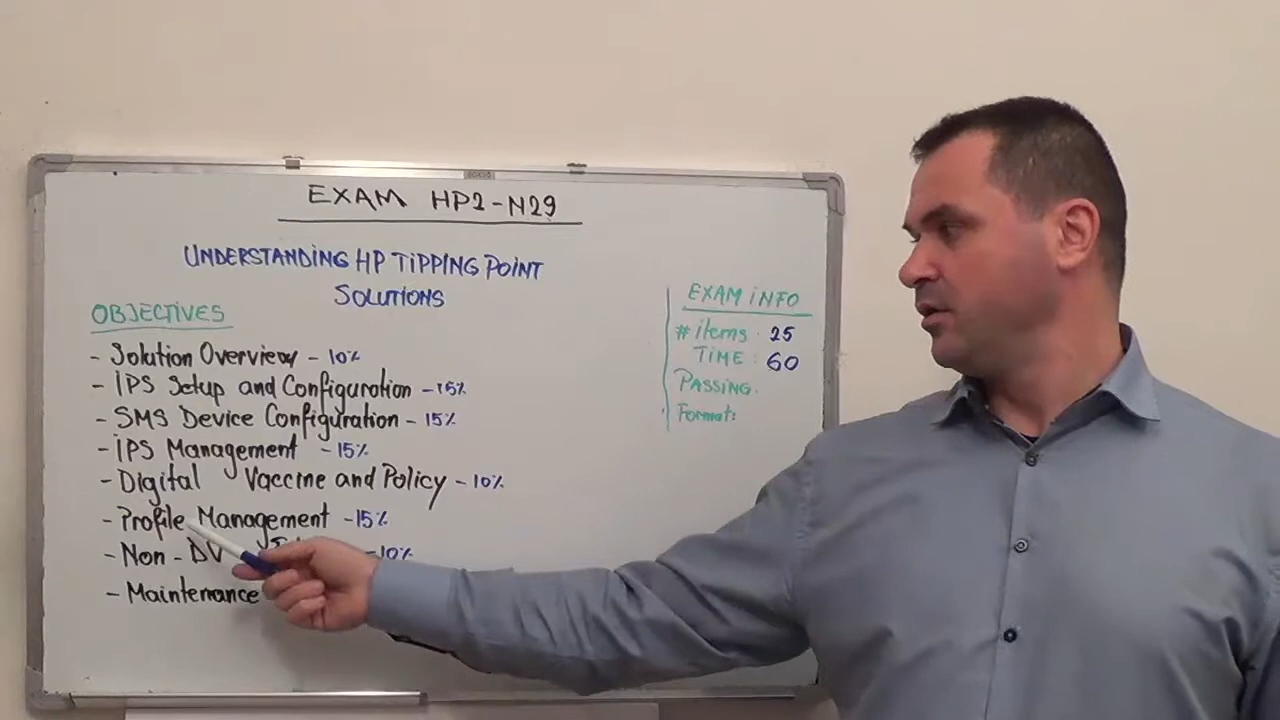 EXAM HP2-N29
UNDERSTANDING HP TIPPING POINT
SOLUTIONS
OBJECTIVES
- Solution Overview - 10%
- IPS Setup and Configuration - 15%
- SMS Device Configuration - 15%
- IPS Management - 15%
- Digital Vaccine and Policy - 10%
- Profile Management - 15%
- Non - DV - 10%
- Maintenance
EXAM INFO
# items : 25
TIME : 60
PASSING:
Format: